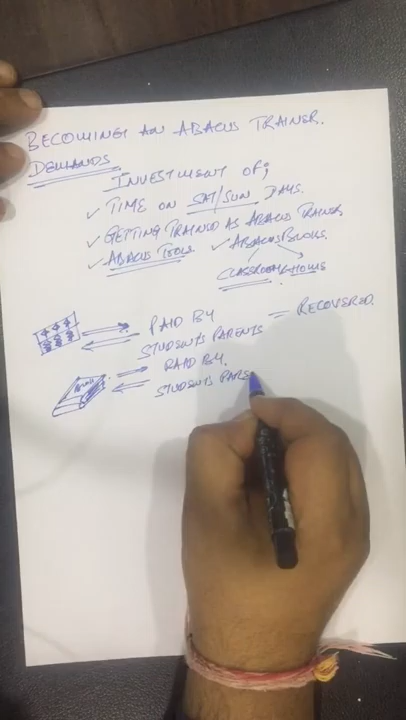 BECOMING AN ABACUS TRAINER.
DEMANDS
INVESTMENT OF;
✓ TIME ON SAT/SUN DAYS.
✓ GETTING TRAINED AS ABACUS TRAINER
✓ ABACUS TOOLS. ✓ ABACUS BOOKS.
CLASSROOM & HOME
PAID BY = RECOVERED.
STUDENTS PARENTS
PAID BY.
STUDENTS PARE